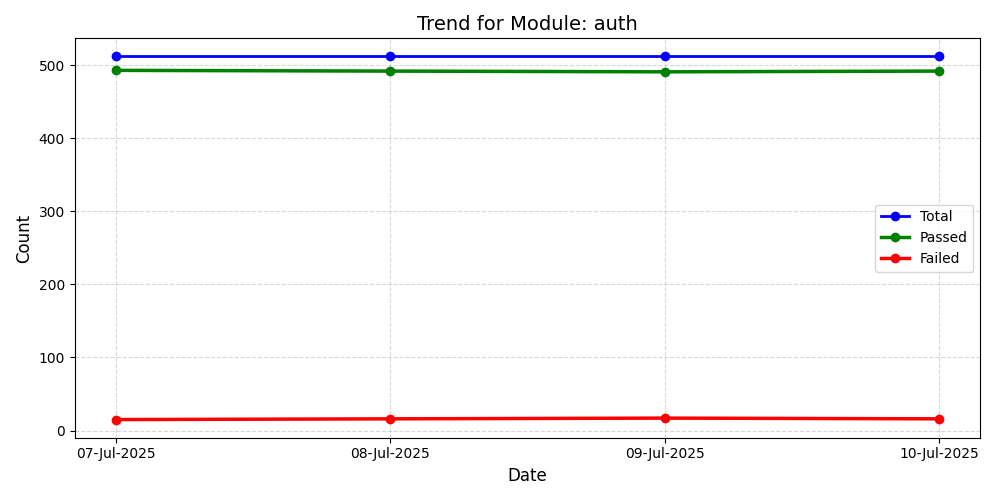 Trend for Module: auth
500
400
300
200
100
0
Count
Total
Passed
Failed
07-Jul-2025
08-Jul-2025
09-Jul-2025
10-Jul-2025
Date